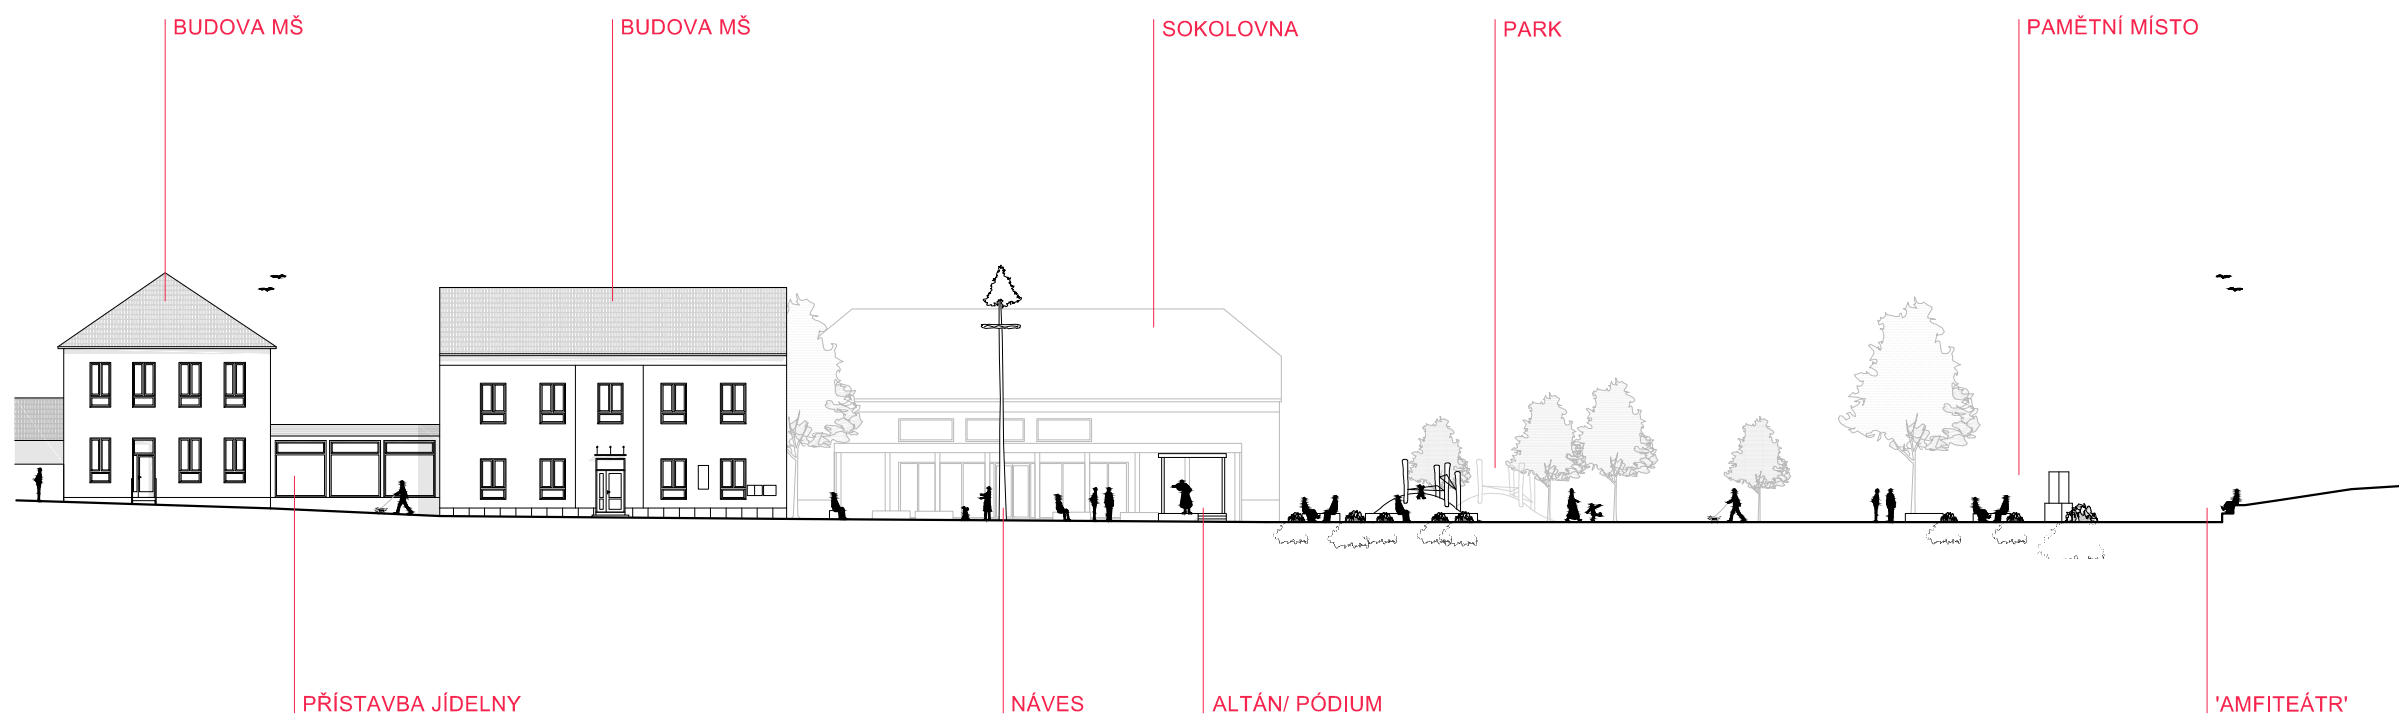 BUDOVA MŠ
BUDOVA MŠ
SOKOLOVNA
PARK
PAMĚTNÍ MÍSTO
PŘÍSTAVBA JÍDELNY
NÁVES
ALTÁN/ PÓDIUM
'AMFITEÁTR'